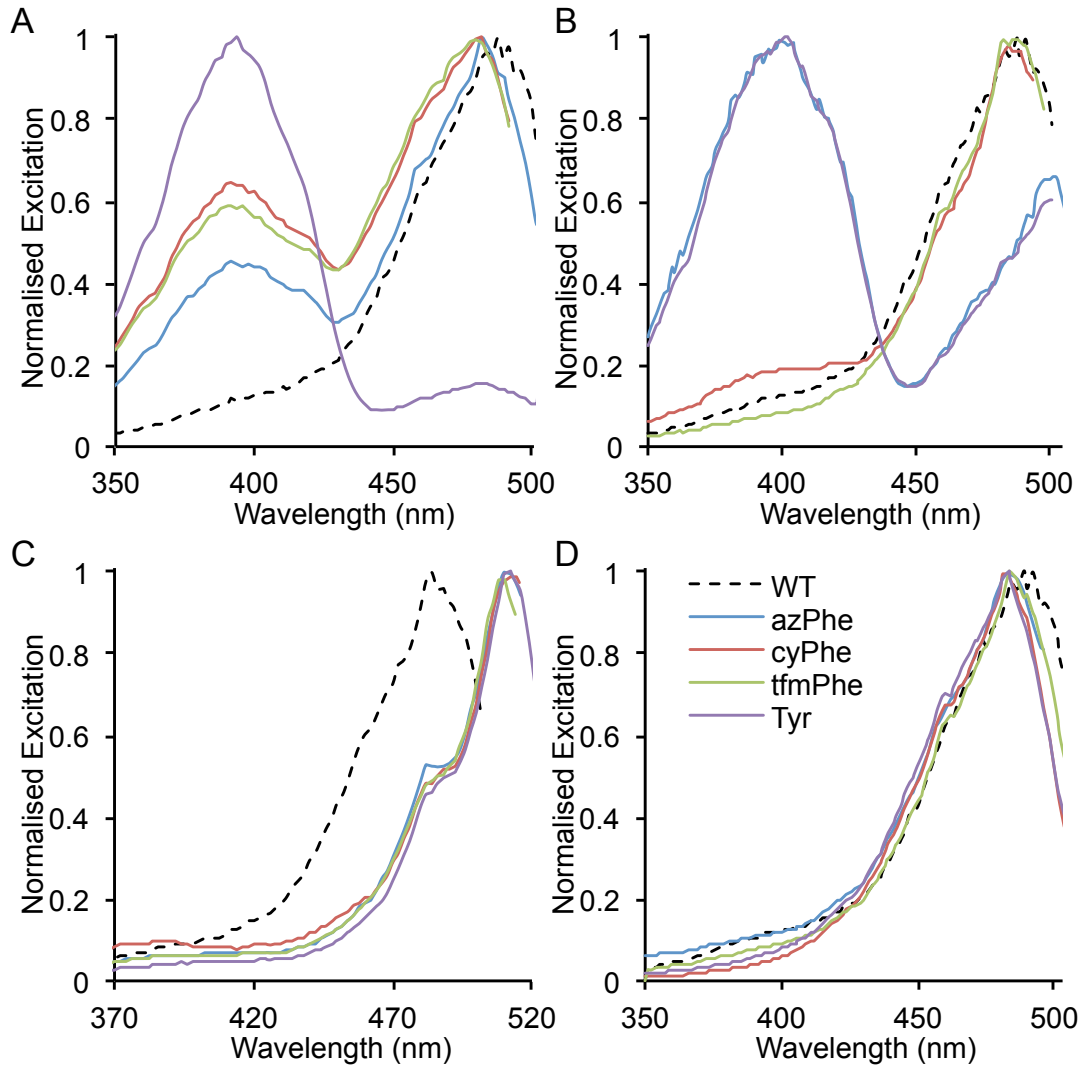 A
Normalised Excitation
1
0.8
0.6
0.4
0.2
0
350
400
450
500
Wavelength (nm)
B
Normalised Excitation
1
0.8
0.6
0.4
0.2
0
350
400
450
500
Wavelength (nm)
C
Normalised Excitation
1
0.8
0.6
0.4
0.2
0
370
420
470
520
Wavelength (nm)
D
Normalised Excitation
1
0.8
0.6
0.4
0.2
0
WT
azPhe
cyPhe
tfmPhe
Tyr
350
400
450
500
Wavelength (nm)